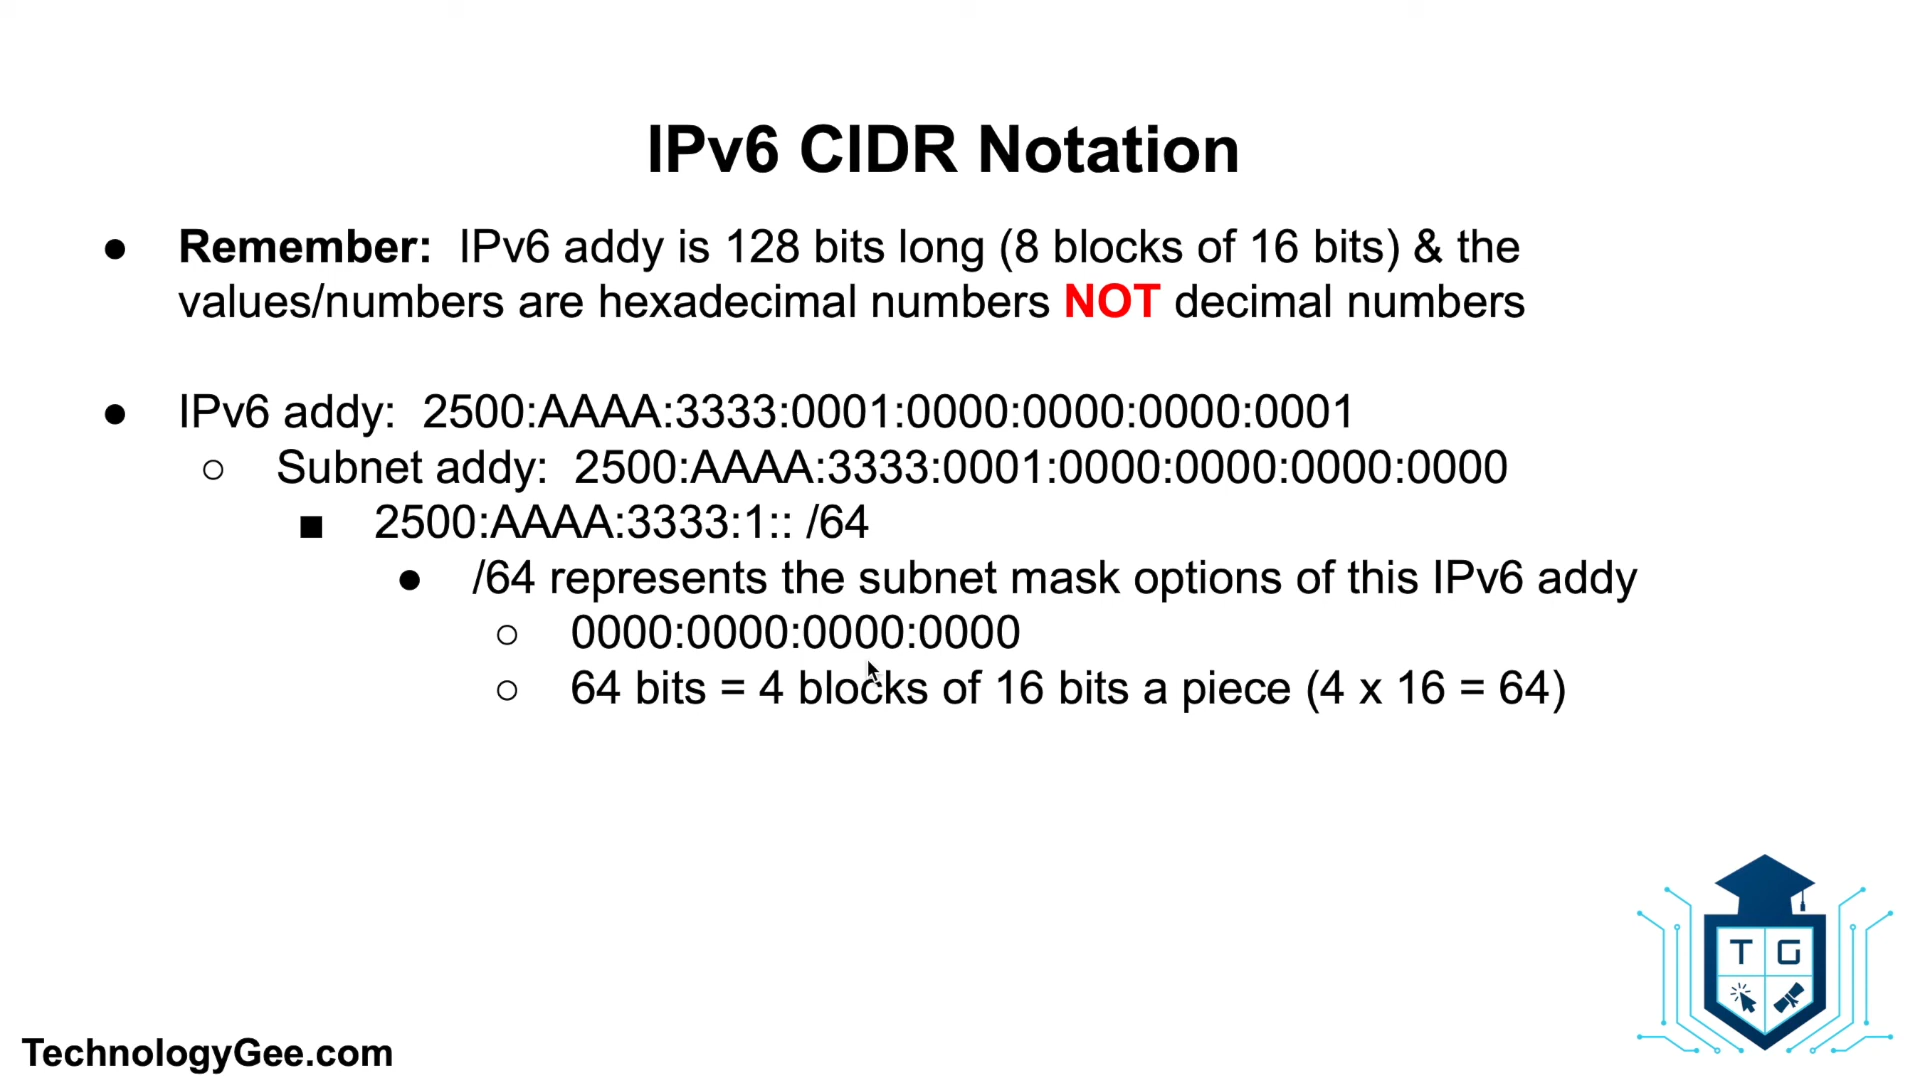 IPv6 CIDR Notation
● Remember: IPv6 addy is 128 bits long (8 blocks of 16 bits) & the
values/numbers are hexadecimal numbers NOT decimal numbers
● IPv6 addy: 2500:AAAA:3333:0001:0000:0000:0000:0001
○ Subnet addy: 2500:AAAA:3333:0001:0000:0000:0000:0000
■ 2500:AAAA:3333:1:: /64
● /64 represents the subnet mask options of this IPv6 addy
○ 0000:0000:0000:0000
○ 64 bits = 4 blocks of 16 bits a piece (4 x 16 = 64)
T G
TechnologyGee.com